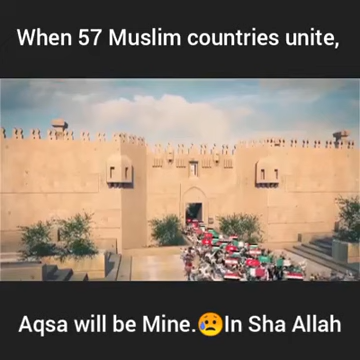 When 57 Muslim countries unite,
Aqsa will be Mine.😥In Sha Allah